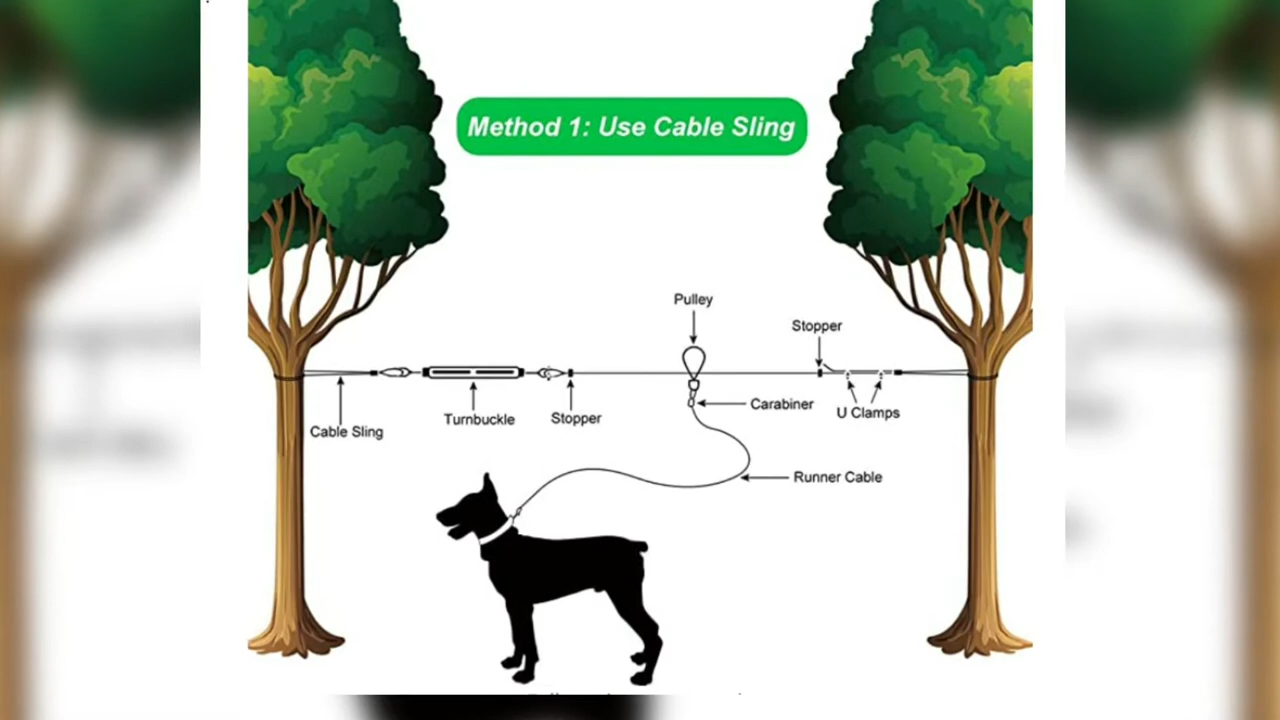 Method 1: Use Cable Sling
Pulley
Stopper
Carabiner
U Clamps
Turnbuckle
Stopper
Cable Sling
Runner Cable